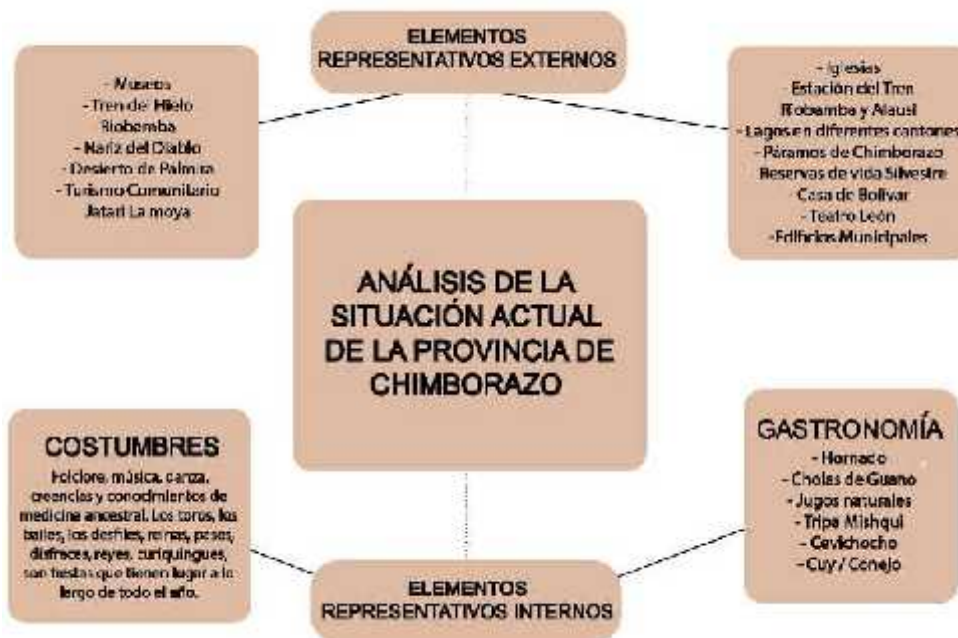 ELEMENTOS
REPRESENTATIVOS EXTERNOS
- Museos
- Tren del Hielo
Riobamba
- Nariz del Diablo
- Desierto de Palmira
- Turismo Comunitario
Jatari La moya
- Iglesias
- Estación del Tren
Riobamba y Alausí
- Lagos en diferentes cantones
- Páramos de Chimborazo
Reservas de vida Silvestre
- Casa de Bolívar
- Teatro León
- Edificios Municipales
ANÁLISIS DE LA
SITUACIÓN ACTUAL
DE LA PROVINCIA DE
CHIMBORAZO
COSTUMBRES
Folclore, música, danza,
creencias y conocimientos de
medicina ancestral. Los toros, los
bailes, los desfiles, reinas, pases,
disfraces, reyes, curiquingues,
son fiestas que tienen lugar a lo
largo de todo el año.
GASTRONOMÍA
- Hornado
- Cholas de Guano
- Jugos naturales
- Tripa Mishqui
- Cevichocho
- Cuy / Conejo
ELEMENTOS
REPRESENTATIVOS INTERNOS